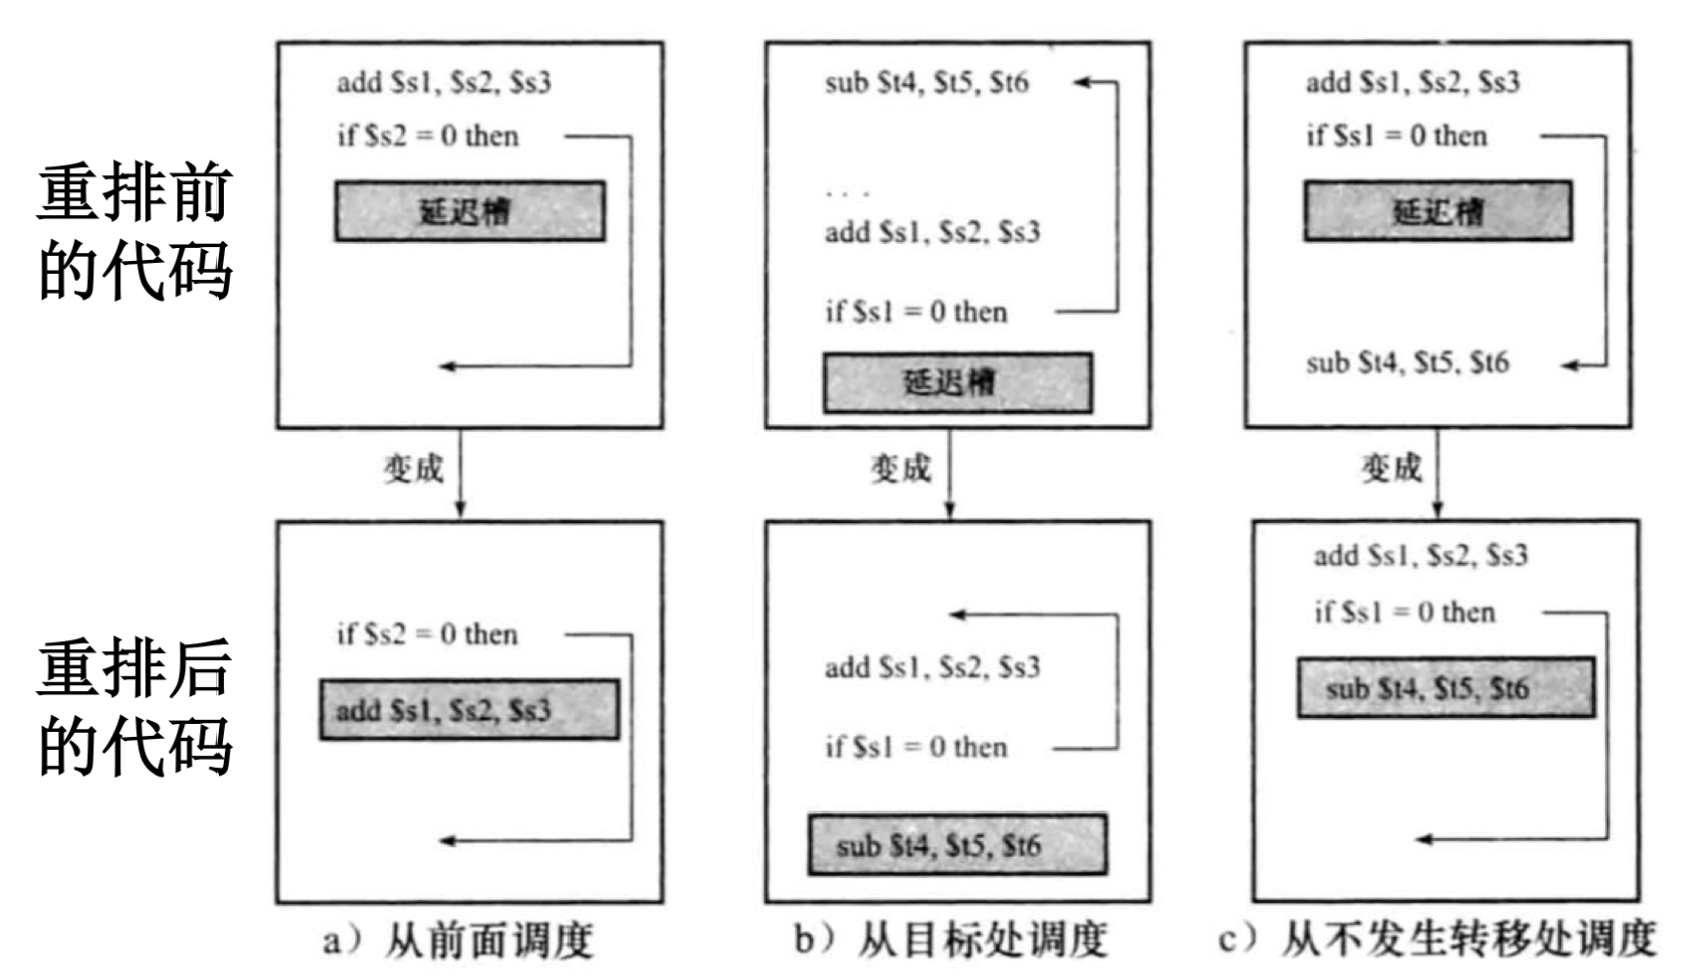 重排前
的代码
add $s1, $s2, $s3
if $s2 = 0 then
延迟槽
sub $t4, $t5, $t6
. . .
add $s1, $s2, $s3
if $s1 = 0 then
延迟槽
add $s1, $s2, $s3
if $s1 = 0 then
延迟槽
sub $t4, $t5, $t6
变成
变成
变成
重排后
的代码
if $s2 = 0 then
add $s1, $s2, $s3
add $s1, $s2, $s3
if $s1 = 0 then
sub $t4, $t5, $t6
add $s1, $s2, $s3
if $s1 = 0 then
sub $t4, $t5, $t6
a）从前面调度
b）从目标处调度
c）从不发生转移处调度